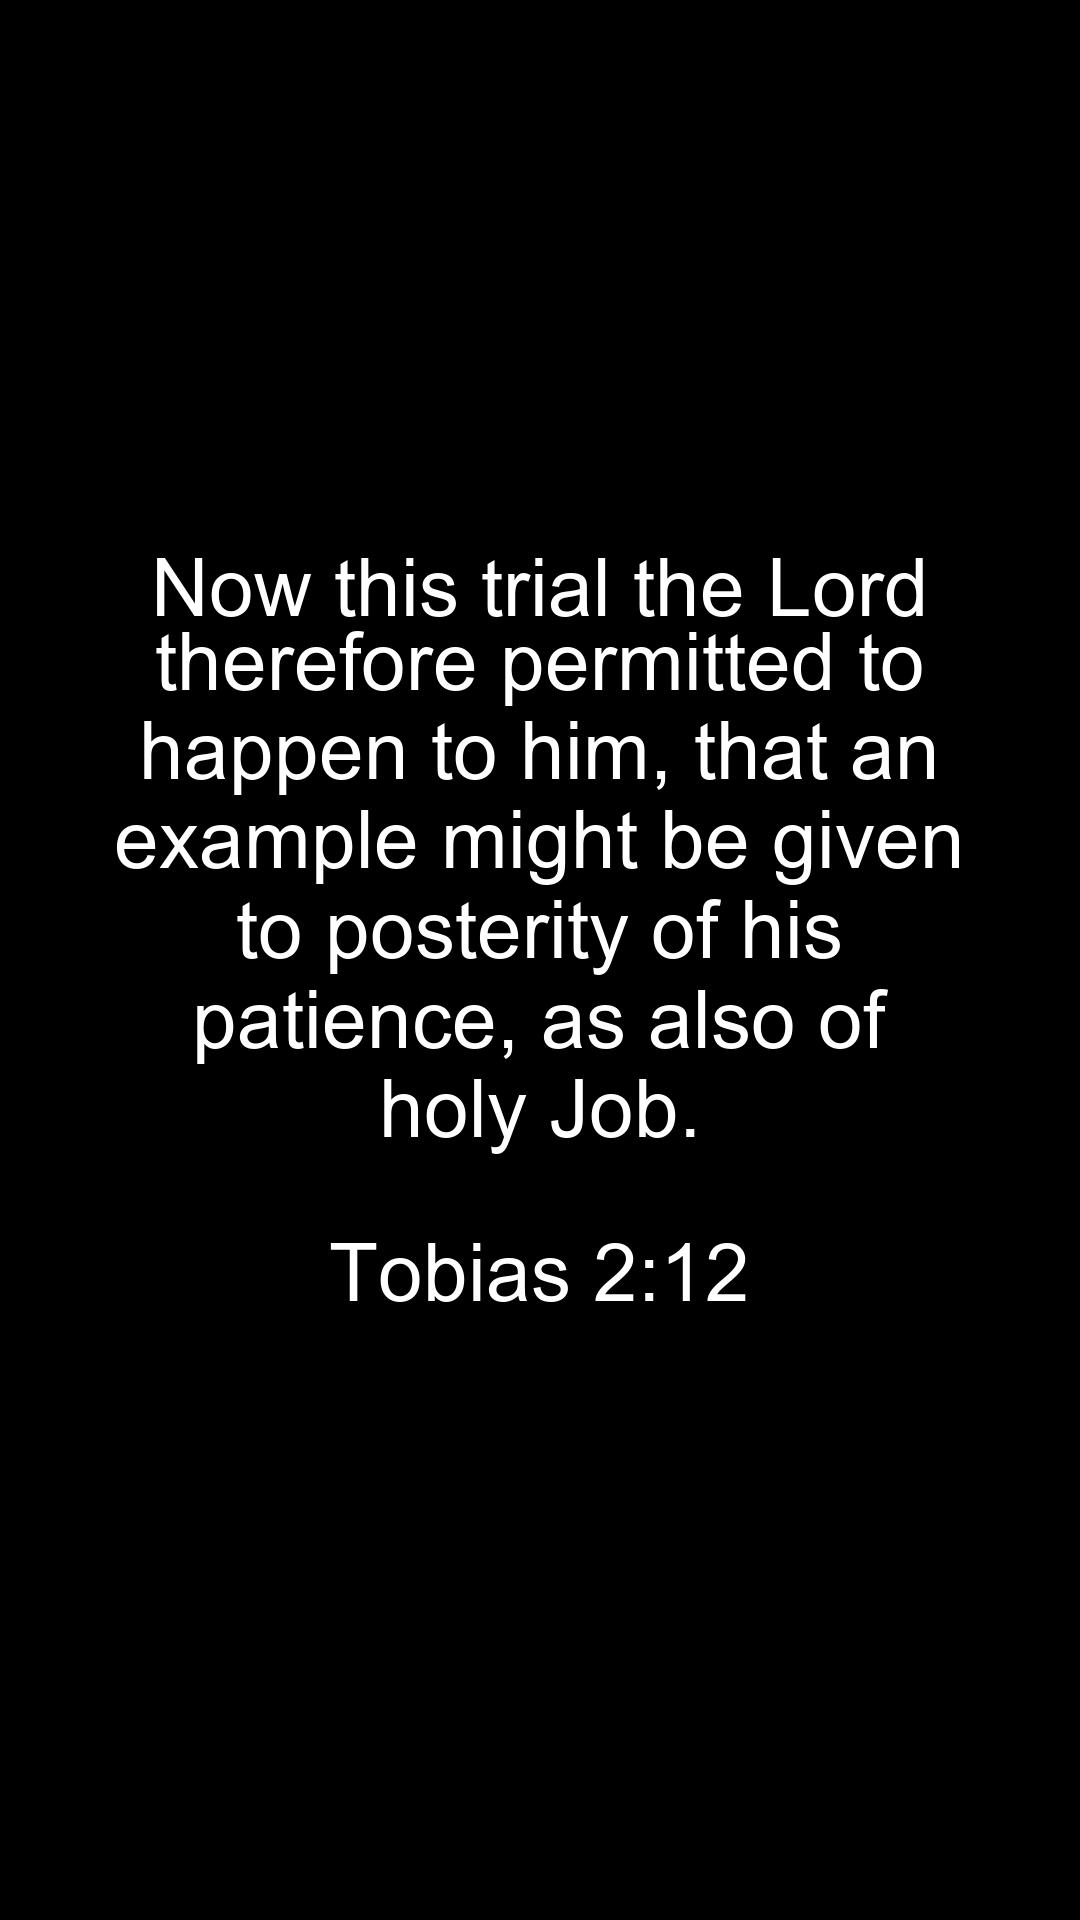 Now this trial the Lord
therefore permitted to
happen to him, that an
example might be given
to posterity of his
patience, as also of
holy Job.
Tobias 2:12